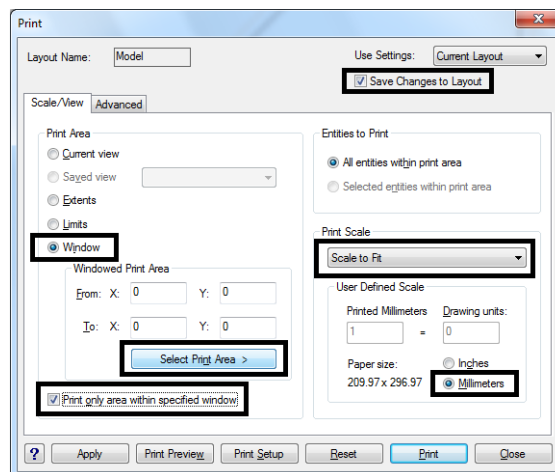 Print
Layout Name: Model
Use Settings: Current Layout
Save Changes to Layout
Scale/View Advanced
Print Area
Current view
Saved view
Extents
Limits
Window
Windowed Print Area
From: X: 0 Y: 0
To: X: 0 Y: 0
Select Print Area >
Print only area within specified window
Entities to Print
All entities within print area
Selected entities within print area
Print Scale
Scale to Fit
User Defined Scale
Printed Millimeters Drawing units:
1 = 0
Paper size: Inches
209.97 x 296.97 Millimeters
? Apply Print Preview Print Setup Reset Print Close